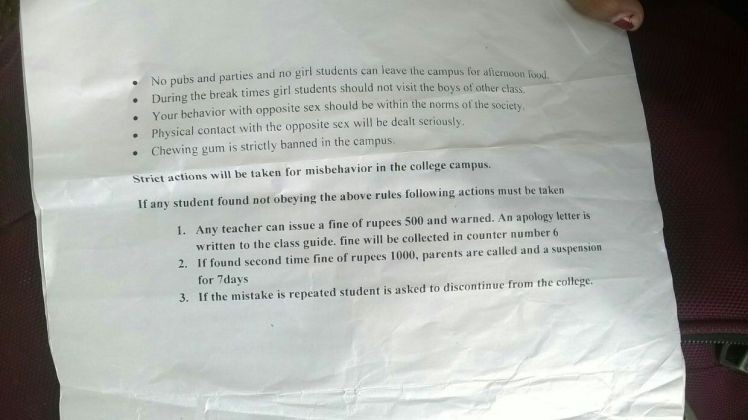 • No pubs and parties and no girl students can leave the campus for afternoon food.
• During the break times girl students should not visit the boys of other class.
• Your behavior with opposite sex should be within the norms of the society.
• Physical contact with the opposite sex will be dealt seriously.
• Chewing gum is strictly banned in the campus.
Strict actions will be taken for misbehavior in the college campus.
If any student found not obeying the above rules following actions must be taken
1. Any teacher can issue a fine of rupees 500 and warned. An apology letter is
written to the class guide. fine will be collected in counter number 6
2. If found second time fine of rupees 1000, parents are called and a suspension
for 7days
3. If the mistake is repeated student is asked to discontinue from the college.